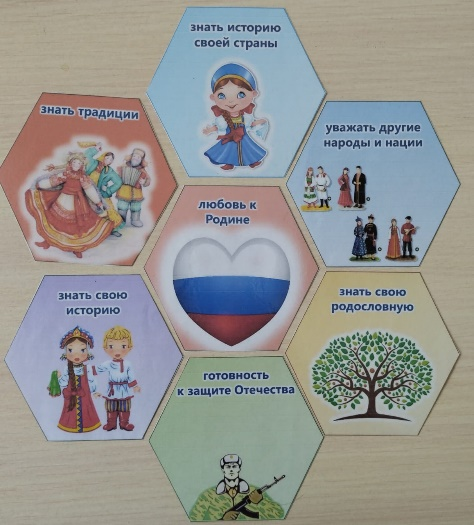 знать историю
своей страны
знать традиции
уважать другие
народы и нации
любовь к
Родине
знать свою
историю
знать свою
родословную
готовность
к защите Отечества